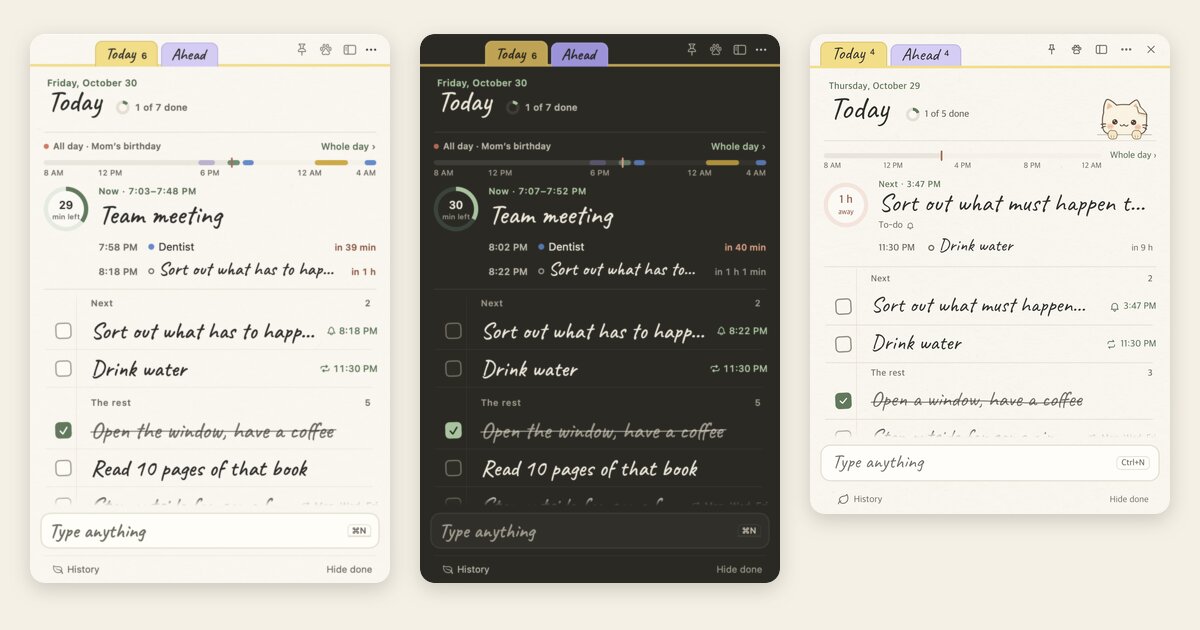 Today 6
Ahead
Friday, October 30
Today
1 of 7 done
All day · Mom's birthday
Whole day ›
8 AM 12 PM 6 PM 12 AM 4 AM
Now · 7:03–7:48 PM
29
min left
Team meeting
7:58 PM Dentist in 39 min
8:18 PM Sort out what has to hap... in 1 h
Next 2
Sort out what has to happ... 8:18 PM
Drink water 11:30 PM
The rest 5
Open the window, have a coffee
Read 10 pages of that book
Type anything ⌘N
History Hide done
Today 6
Ahead
Friday, October 30
Today
1 of 7 done
All day · Mom's birthday
Whole day ›
8 AM 12 PM 6 PM 12 AM 4 AM
Now · 7:07–7:52 PM
30
min left
Team meeting
8:02 PM Dentist in 40 min
8:22 PM Sort out what has to... in 1 h 1 min
Next 2
Sort out what has to happ... 8:22 PM
Drink water 11:30 PM
The rest 5
Open the window, have a coffee
Read 10 pages of that book
Type anything ⌘N
History Hide done
Today 4
Ahead 4
Thursday, October 29
Today
1 of 5 done
Whole day ›
8 AM 12 PM 4 PM 8 PM 12 AM
Next · 3:47 PM
1 h
away
Sort out what must happen t...
To-do
11:30 PM Drink water in 9 h
Next 2
Sort out what must happen... 3:47 PM
Drink water 11:30 PM
The rest 3
Open a window, have a coffee
Type anything Ctrl+N
History Hide done